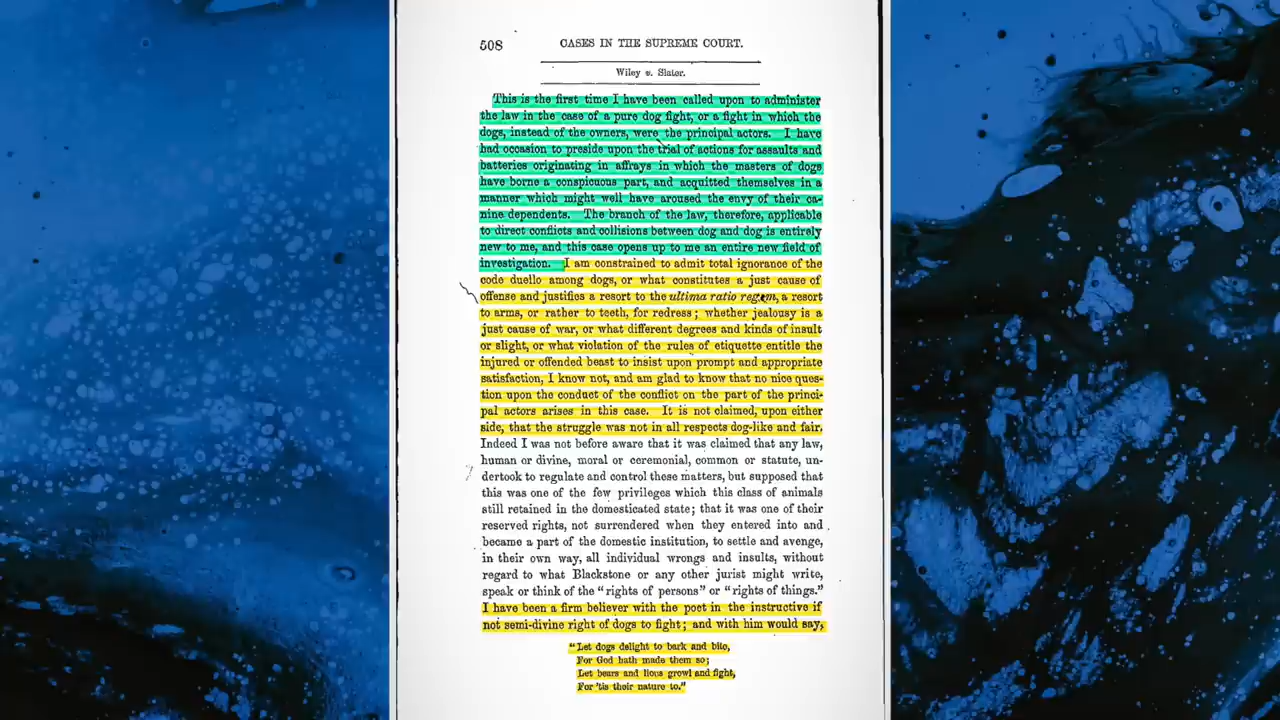 508
CASES IN THE SUPREME COURT.
Wiley v. Slater.
This is the first time I have been called upon to administer
the law in the case of a pure dog fight, or a fight in which the
dogs, instead of the owners, were the principal actors. I have
had occasion to preside upon the trial of actions for assaults and
batteries originating in affrays in which the masters of dogs
have borne a conspicuous part, and acquitted themselves in a
manner which might well have aroused the envy of their ca-
nine dependents. The branch of the law, therefore, applicable
to direct conflicts and collisions between dog and dog is entirely
new to me, and this case opens up to me an entire new field of
investigation. I am constrained to admit total ignorance of the
code duello among dogs, or what constitutes a just cause of
offense and justifies a resort to the ultima ratio regem, a resort
to arms, or rather to teeth, for redress; whether jealousy is a
just cause of war, or what different degrees and kinds of insult
or slight, or what violation of the rules of etiquette entitle the
injured or offended beast to insist upon prompt and appropriate
satisfaction, I know not, and am glad to know that no nice ques-
tion upon the conduct of the conflict on the part of the princi-
pal actors arises in this case. It is not claimed, upon either
side, that the struggle was not in all respects dog-like and fair.
Indeed I was not before aware that it was claimed that any law,
human or divine, moral or ceremonial, common or statute, un-
dertook to regulate and control these matters, but supposed that
this was one of the few privileges which this class of animals
still retained in the domesticated state; that it was one of their
reserved rights, not surrendered when they entered into and
became a part of the domestic institution, to settle and avenge,
in their own way, all individual wrongs and insults, without
regard to what Blackstone or any other jurist might write,
speak or think of the "rights of persons" or "rights of things."
I have been a firm believer with the poet in the instructive if
not semi-divine right of dogs to fight; and with him would say,
"Let dogs delight to bark and bite,
For God hath made them so;
Let bears and lions growl and fight,
For 'tis their nature to."